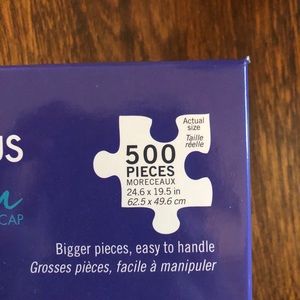 US
CAP
Actual
size
Taille
réelle
500
PIECES
MORECEAUX
24.6 x 19.5 in
62.5 x 49.6 cm
Bigger pieces, easy to handle
Grosses pièces, facile à manipuler